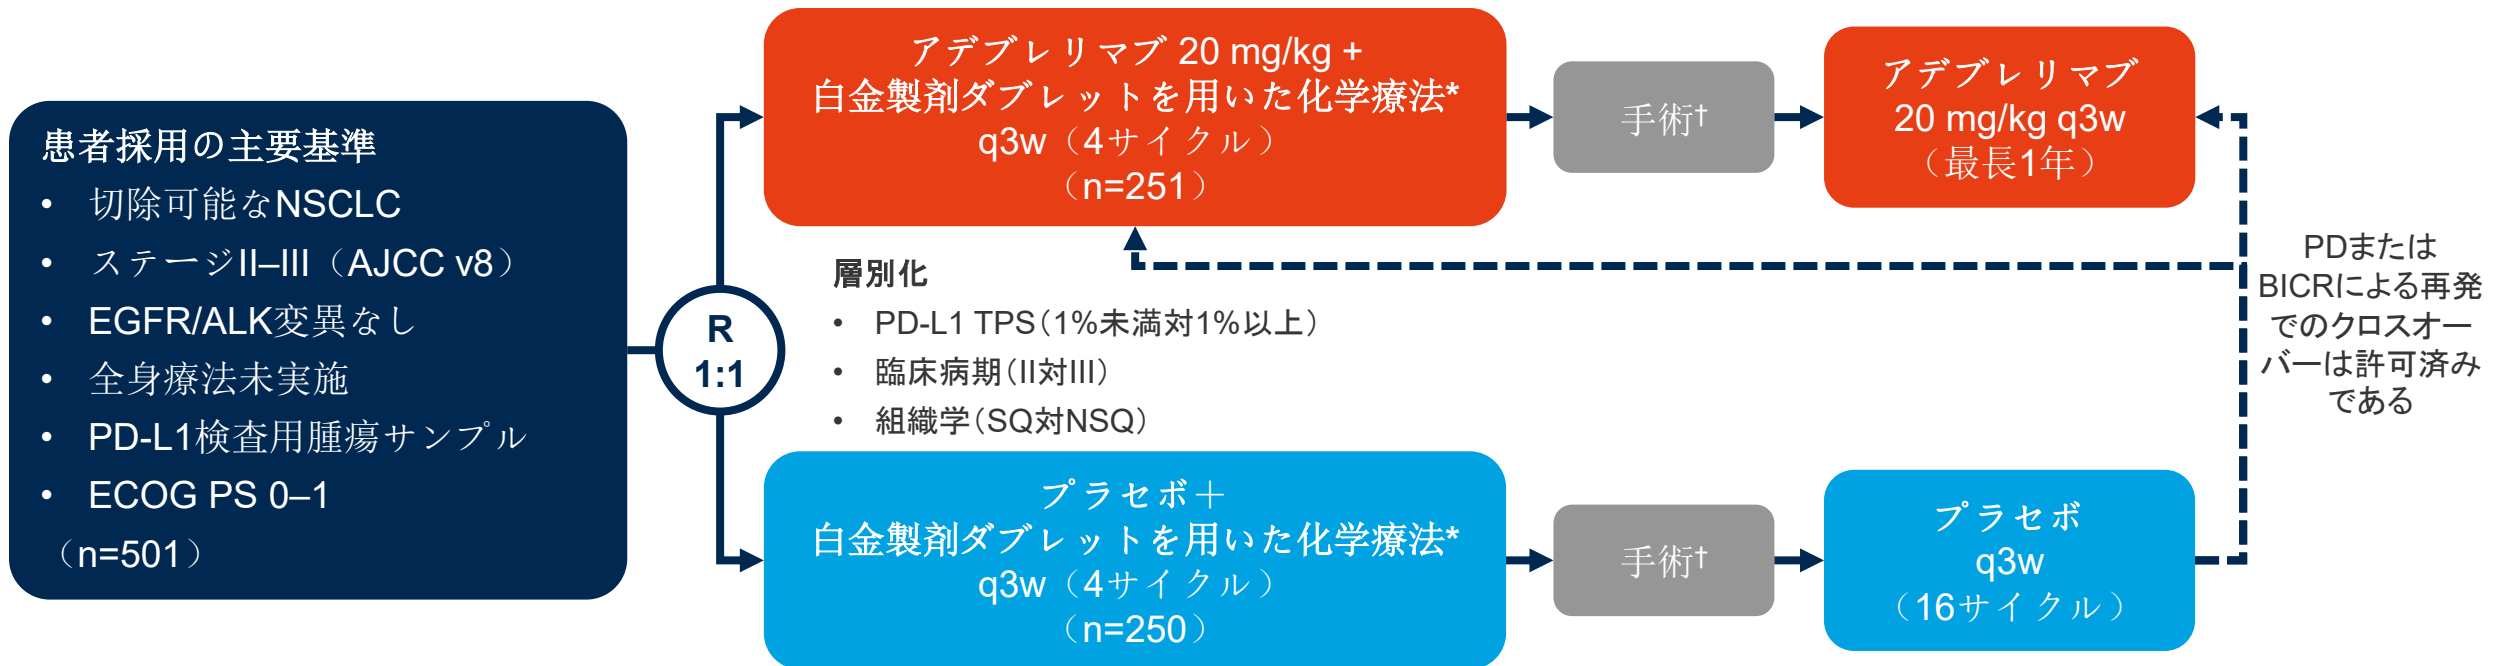 患者採用の主要基準
• 切除可能なNSCLC
• ステージII–III（AJCC v8）
• EGFR/ALK変異なし
• 全身療法未実施
• PD-L1検査用腫瘍サンプル
• ECOG PS 0–1
（n=501）
R
1:1
アデブレリマブ 20 mg/kg +
白金製剤ダブレットを用いた化学療法*
q3w（4サイクル）
（n=251）
手術†
アデブレリマブ
20 mg/kg q3w
（最長1年）
層別化
• PD-L1 TPS（1%未満対1%以上）
• 臨床病期（II対III）
• 組織学（SQ対NSQ）
PDまたは
BICRによる再発
でのクロスオー
バーは許可済み
である
プラセボ＋
白金製剤ダブレットを用いた化学療法*
q3w（4サイクル）
（n=250）
手術†
プラセボ
q3w
（16サイクル）